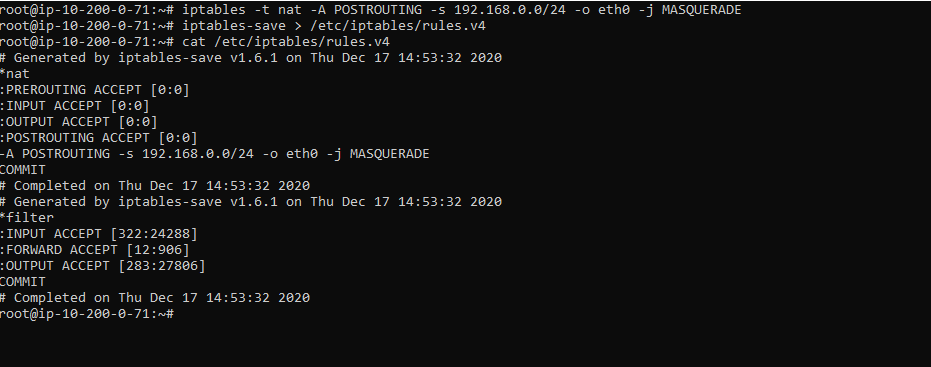 root@ip-10-200-0-71:~# iptables -t nat -A POSTROUTING -s 192.168.0.0/24 -o eth0 -j MASQUERADE
root@ip-10-200-0-71:~# iptables-save > /etc/iptables/rules.v4
root@ip-10-200-0-71:~# cat /etc/iptables/rules.v4
# Generated by iptables-save v1.6.1 on Thu Dec 17 14:53:32 2020
*nat
:PREROUTING ACCEPT [0:0]
:INPUT ACCEPT [0:0]
:OUTPUT ACCEPT [0:0]
:POSTROUTING ACCEPT [0:0]
-A POSTROUTING -s 192.168.0.0/24 -o eth0 -j MASQUERADE
COMMIT
# Completed on Thu Dec 17 14:53:32 2020
# Generated by iptables-save v1.6.1 on Thu Dec 17 14:53:32 2020
*filter
:INPUT ACCEPT [322:24288]
:FORWARD ACCEPT [12:906]
:OUTPUT ACCEPT [283:27806]
COMMIT
# Completed on Thu Dec 17 14:53:32 2020
root@ip-10-200-0-71:~#